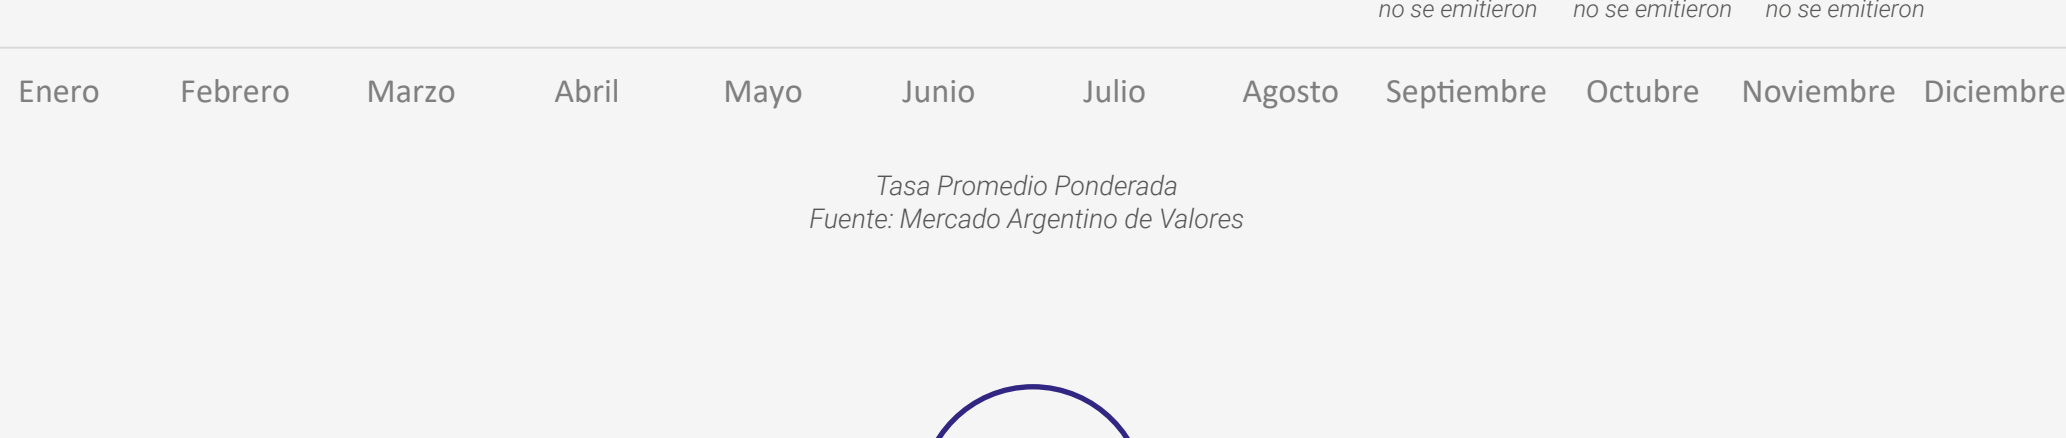 no se emitieron no se emitieron no se emitieron
Enero Febrero Marzo Abril Mayo Junio Julio Agosto Septiembre Octubre Noviembre Diciembre
Tasa Promedio Ponderada
Fuente: Mercado Argentino de Valores